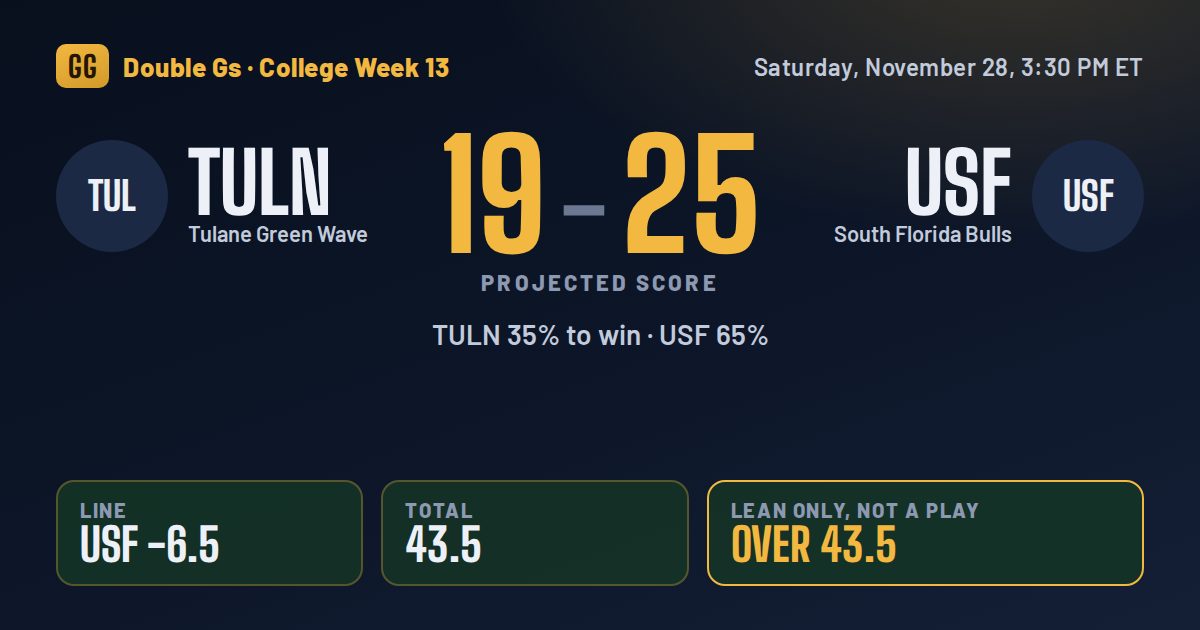 GG Double Gs · College Week 13
Saturday, November 28, 3:30 PM ET
TUL
TULN
Tulane Green Wave
19 – 25
PROJECTED SCORE
TULN 35% to win · USF 65%
USF
South Florida Bulls
USF
LINE
USF −6.5
TOTAL
43.5
LEAN ONLY, NOT A PLAY
OVER 43.5